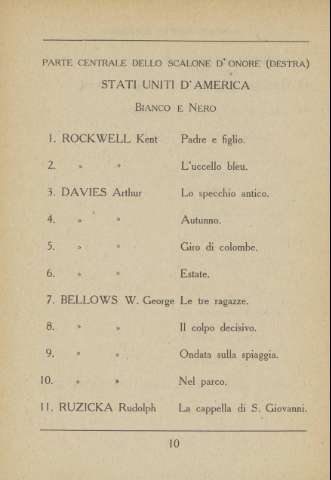 PARTE CENTRALE DELLO SCALONE D'ONORE (DESTRA)
STATI UNITI D'AMERICA
BIANCO E NERO
1. ROCKWELL Kent Padre e figlio.
2. » » L'uccello bleu.
3. DAVIES Arthur Lo specchio antico.
4. » » Autunno.
5. » » Giro di colombe.
6. » » Estate.
7. BELLOWS W. George Le tre ragazze.
8. » » Il colpo decisivo.
9. » » Ondata sulla spiaggia.
10. » » Nel parco.
11. RUZICKA Rudolph La cappella di S. Giovanni.
10